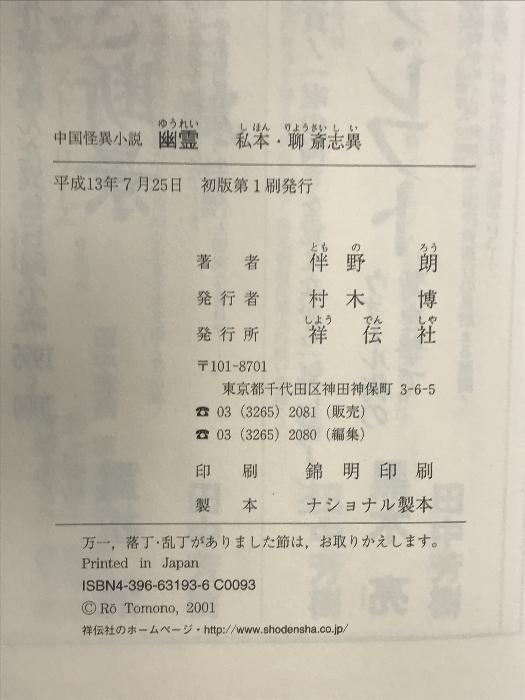 中国怪異小説 幽霊 私本・聊斎志異
平成13年7月25日 初版第1刷発行
著者 伴野朗
発行者 村木博
発行所 祥伝社
〒101-8701
東京都千代田区神田神保町 3-6-5
☎ 03 (3265) 2081 (販売)
☎ 03 (3265) 2080 (編集)
印刷 錦明印刷
製本 ナショナル製本
万一，落丁・乱丁がありました節は，お取りかえします。
Printed in Japan
ISBN4-396-63193-6 C0093
© Rō Tomono, 2001
祥伝社のホームページ・http://www.shodensha.co.jp/